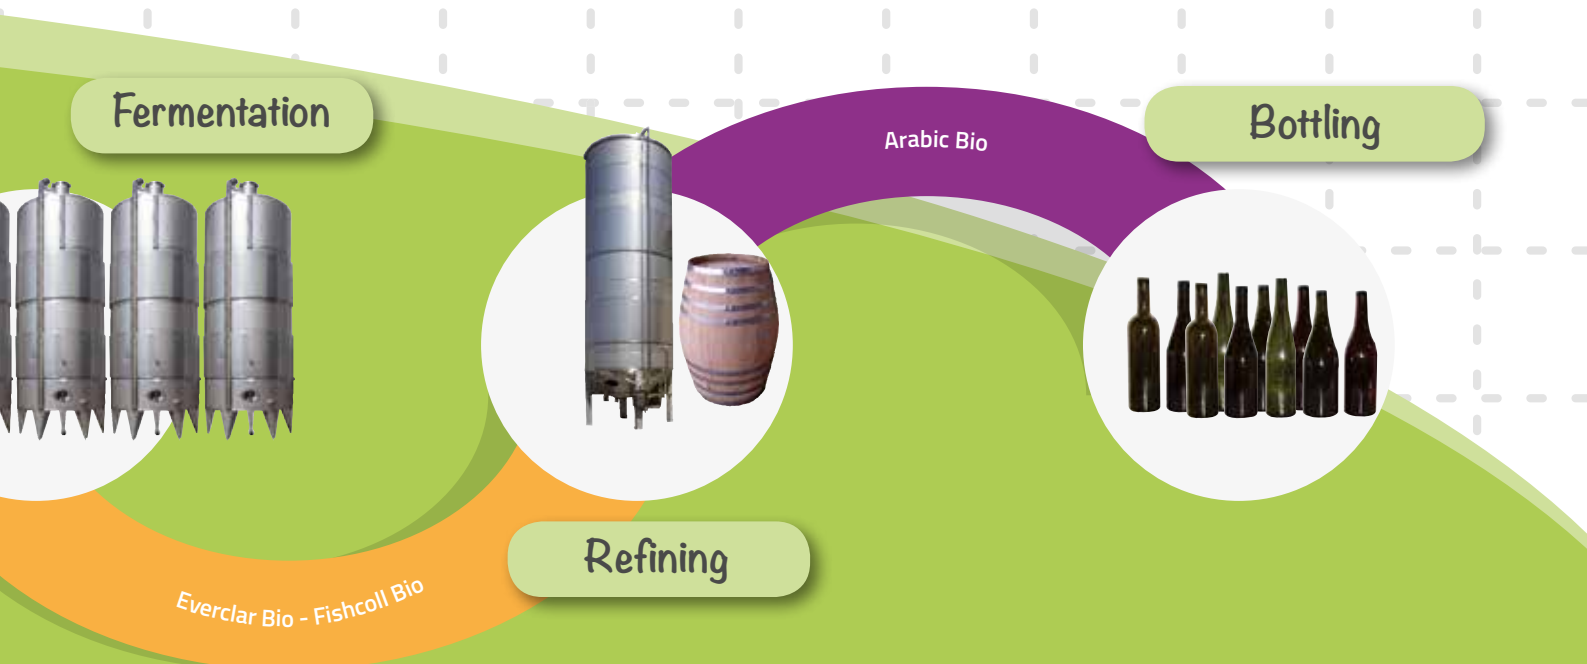 Fermentation
Arabic Bio
Bottling
Everclar Bio - Fishcoll Bio
Refining